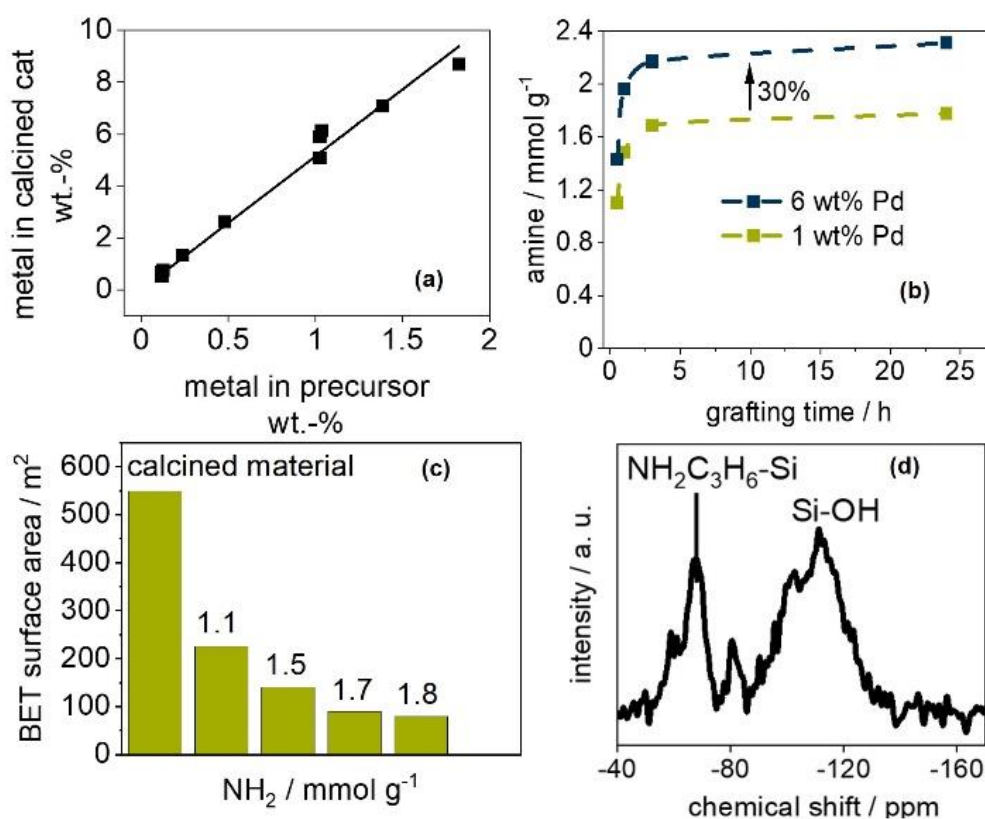 metal in calcined cat
wt.-%
10
8
6
4
2
0
(a)
0
0.5
1
1.5
2
metal in precursor
wt.-%
amine / mmol g⁻¹
2.4
2
1.6
1.2
0.8
0.4
30%
6 wt% Pd
1 wt% Pd
(b)
0
5
10
15
20
25
grafting time / h
BET surface area / m²
600
500
400
300
200
100
0
calcined material
(c)
1.1
1.5
1.7
1.8
NH₂ / mmol g⁻¹
intensity / a. u.
NH₂C₃H₆-Si
(d)
Si-OH
-40
-80
-120
-160
chemical shift / ppm